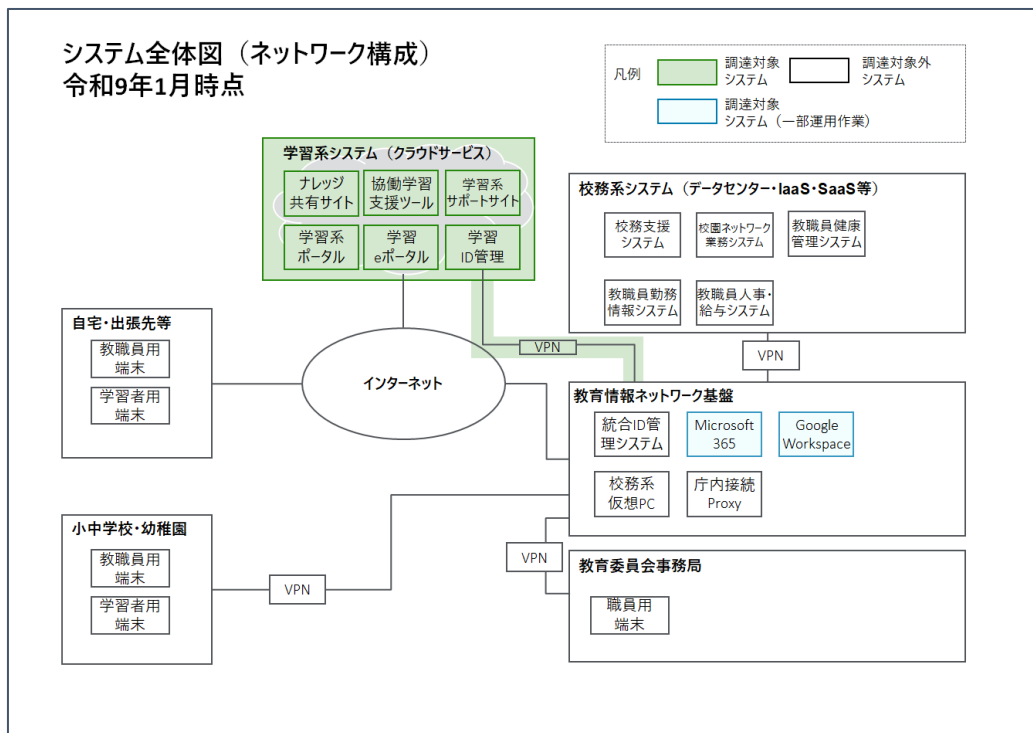 システム全体図（ネットワーク構成）
令和9年1月時点
凡例
調達対象
システム
調達対象外
システム
調達対象
システム（一部運用作業）
学習系システム（クラウドサービス）
ナレッジ
共有サイト
協働学習
支援ツール
学習系
サポートサイト
学習系
ポータル
学習
eポータル
学習
ID管理
校務系システム（データセンター・IaaS・SaaS等）
校務支援
システム
校園ネットワーク
業務システム
教職員健康
管理システム
教職員勤務
情報システム
教職員人事・
給与システム
自宅・出張先等
教職員用
端末
学習者用
端末
インターネット
VPN
VPN
教育情報ネットワーク基盤
統合ID管
理システム
Microsoft
365
Google
Workspace
校務系
仮想PC
庁内接続
Proxy
小中学校・幼稚園
教職員用
端末
学習者用
端末
VPN
VPN
教育委員会事務局
職員用
端末